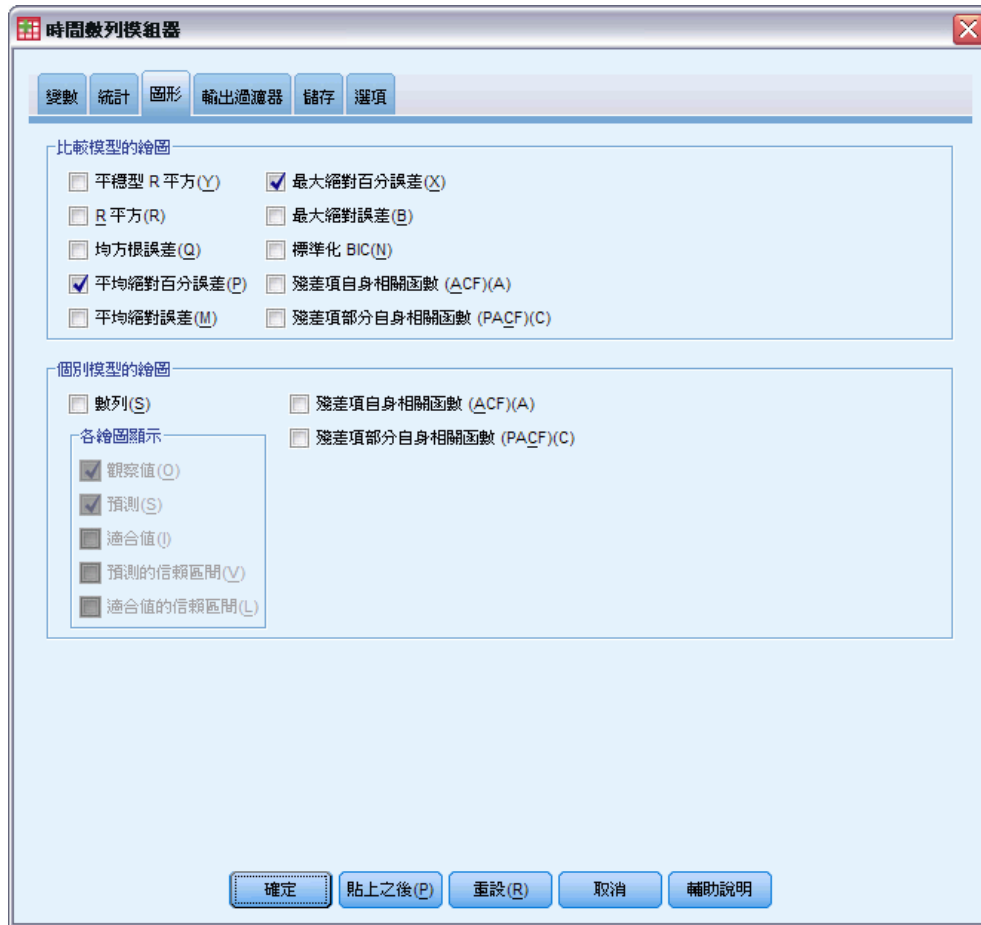 時間數列模組器
變數 統計 圖形 輸出過濾器 儲存 選項
比較模型的繪圖
平穩型 R 平方(Y) 最大絕對百分誤差(X)
R 平方(R) 最大絕對誤差(B)
均方根誤差(Q) 標準化 BIC(N)
平均絕對百分誤差(P) 殘差項自身相關函數 (ACF)(A)
平均絕對誤差(M) 殘差項部分自身相關函數 (PACF)(C)
個別模型的繪圖
數列(S) 殘差項自身相關函數 (ACF)(A)
各繪圖顯示 殘差項部分自身相關函數 (PACF)(C)
觀察值(O)
預測(S)
適合值(I)
預測的信賴區間(V)
適合值的信賴區間(L)
確定 貼上之後(P) 重設(R) 取消 輔助說明